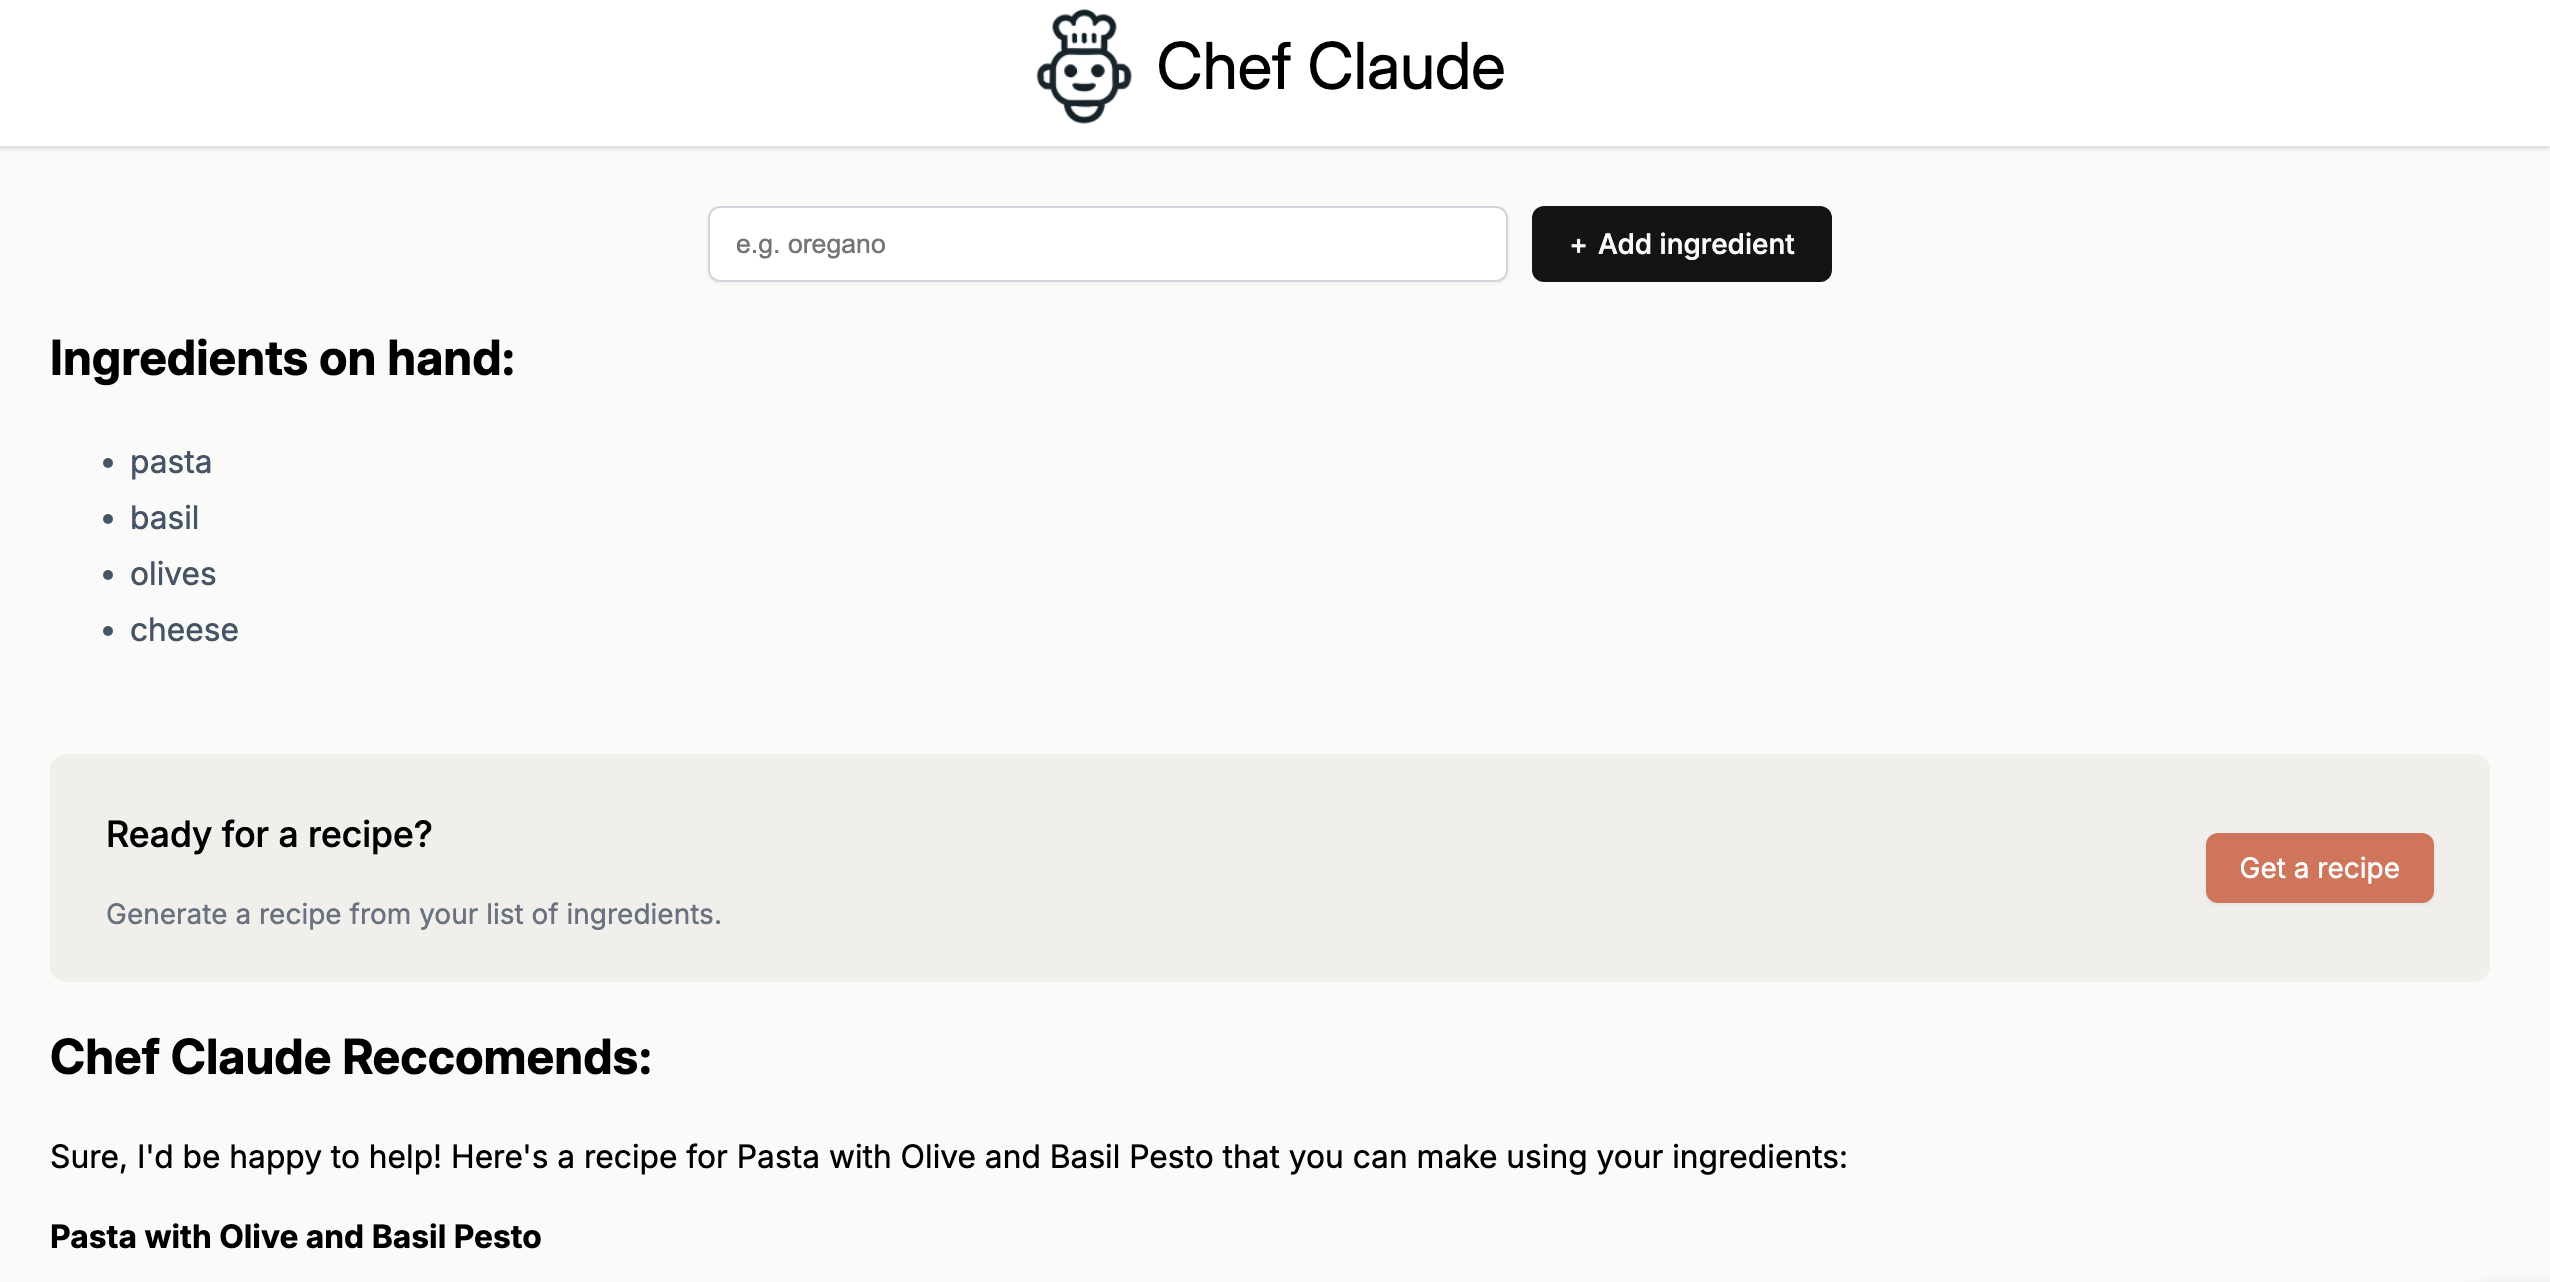 Chef Claude
e.g. oregano
+ Add ingredient
Ingredients on hand:
• pasta
• basil
• olives
• cheese
Ready for a recipe?
Generate a recipe from your list of ingredients.
Get a recipe
Chef Claude Reccomends:
Sure, I'd be happy to help! Here's a recipe for Pasta with Olive and Basil Pesto that you can make using your ingredients:
Pasta with Olive and Basil Pesto